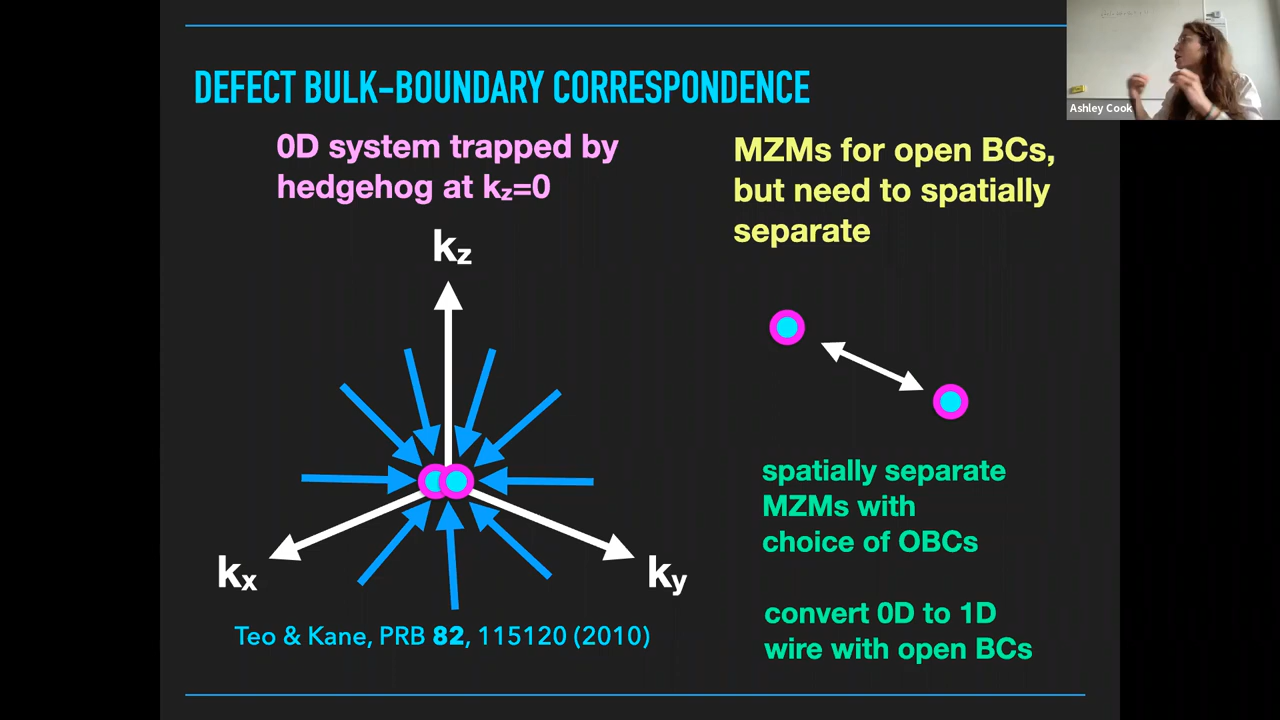 DEFECT BULK-BOUNDARY CORRESPONDENCE
0D system trapped by
hedgehog at kz=0
kz
kx
ky
Teo & Kane, PRB 82, 115120 (2010)
MZMs for open BCs,
but need to spatially
separate
spatially separate
MZMs with
choice of OBCs
convert 0D to 1D
wire with open BCs
Ashley Cook